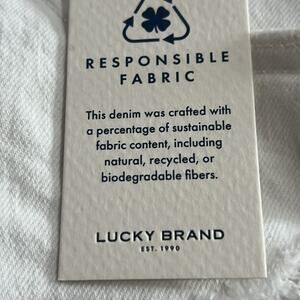 RESPONSIBLE
FABRIC
This denim was crafted with
a percentage of sustainable
fabric content, including
natural, recycled, or
biodegradable fibers.
LUCKY BRAND
EST. 1990